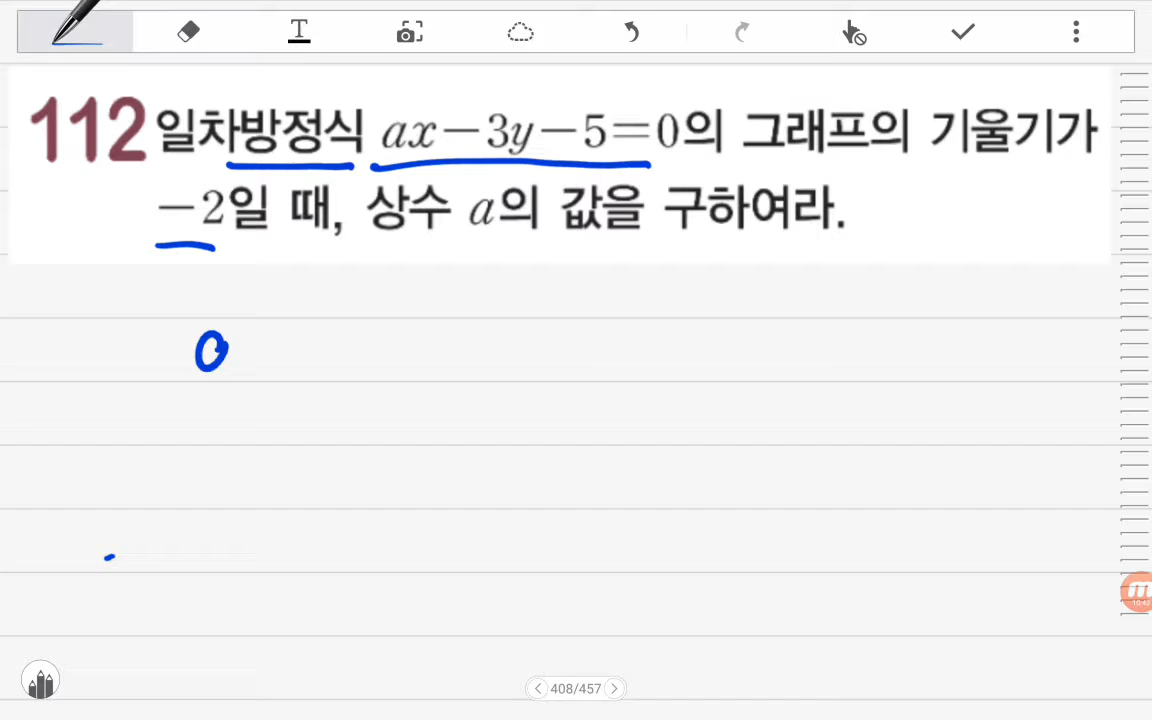 T
112 일차방정식 ax-3y-5=0의 그래프의 기울기가
-2일 때, 상수 a의 값을 구하여라.
408/457